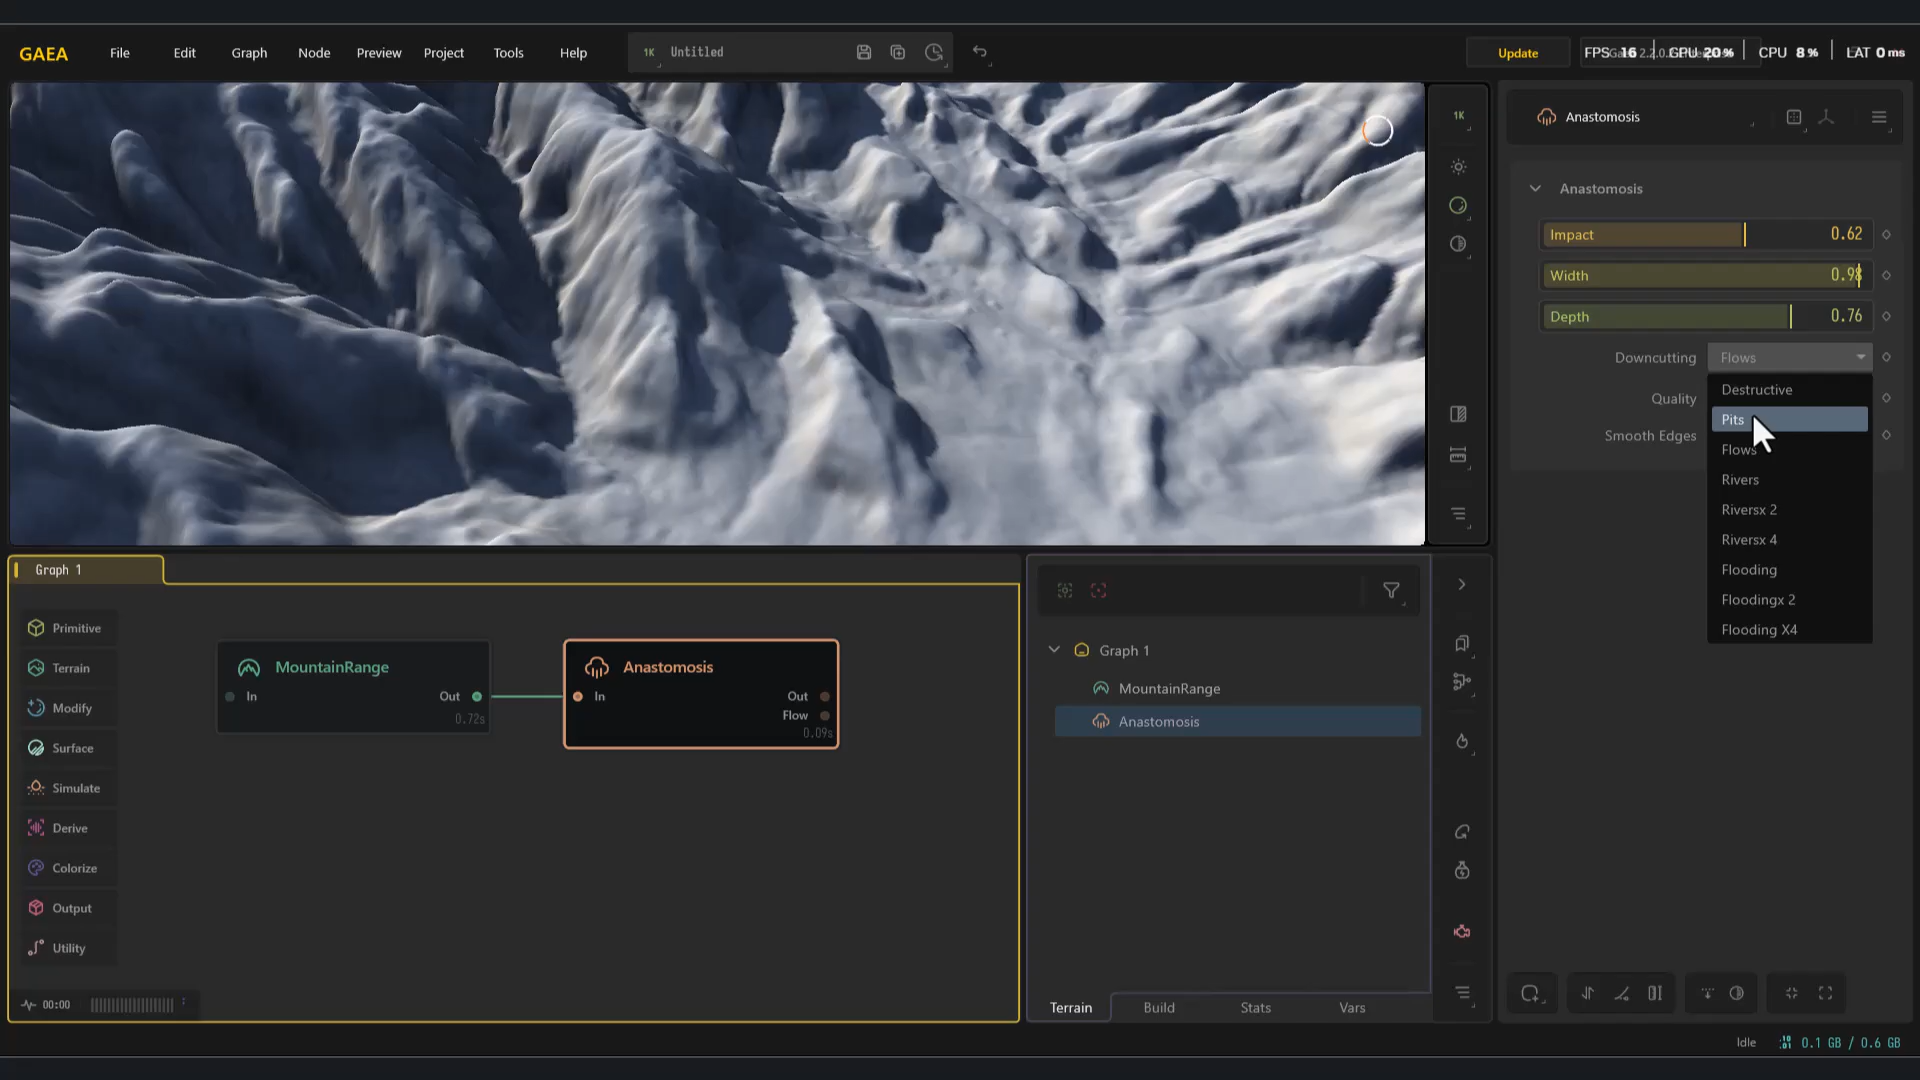 GAEA File Edit Graph Node Preview Project Tools Help 1K Untitled Update FPS 16 GPU 20% CPU 8% LAT 0ms
1K
Anastomosis
Anastomosis
Impact 0.62
Width 0.98
Depth 0.76
Downcutting Flows
Destructive
Quality
Pits
Smooth Edges
Flows
Rivers
Riversx 2
Riversx 4
Flooding
Floodingx 2
Flooding X4
Graph 1
Primitive
Terrain
Modify
Surface
Simulate
Derive
Colorize
Output
Utility
00:00
MountainRange
In Out
0.72s
Anastomosis
In Out
Flow
0.09s
Graph 1
MountainRange
Anastomosis
Terrain Build Stats Vars
Idle 0.1 GB / 0.6 GB